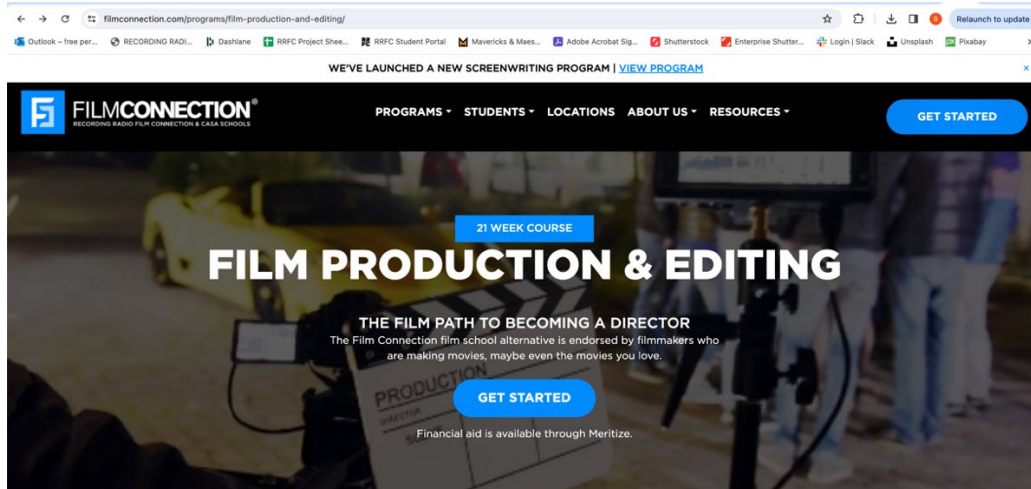 filmconnection.com/programs/film-production-and-editing/
6
Relaunch to update
Outlook – free per...
RECORDING RADI...
Dashlane
RRFC Project Shee...
RRFC Student Portal
Mavericks & Maes...
Adobe Acrobat Sig...
Shutterstock
Enterprise Shutter...
Login | Slack
Unsplash
Pixabay
WE'VE LAUNCHED A NEW SCREENWRITING PROGRAM | VIEW PROGRAM
FILMCONNECTION®
RECORDING RADIO FILM CONNECTION & CASA SCHOOLS
PROGRAMS STUDENTS LOCATIONS ABOUT US RESOURCES
GET STARTED
21 WEEK COURSE
FILM PRODUCTION & EDITING
THE FILM PATH TO BECOMING A DIRECTOR
The Film Connection film school alternative is endorsed by filmmakers who
are making movies, maybe even the movies you love.
PRODUCTION
DIRECTOR
GET STARTED
Financial aid is available through Meritize.